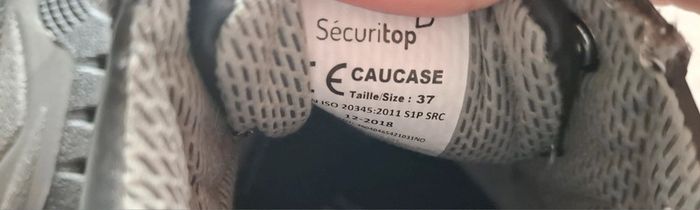 Sécuritop
CE CAUCASE
Taille/Size : 37
ISO 20345:2011 S1P SRC
12-2018